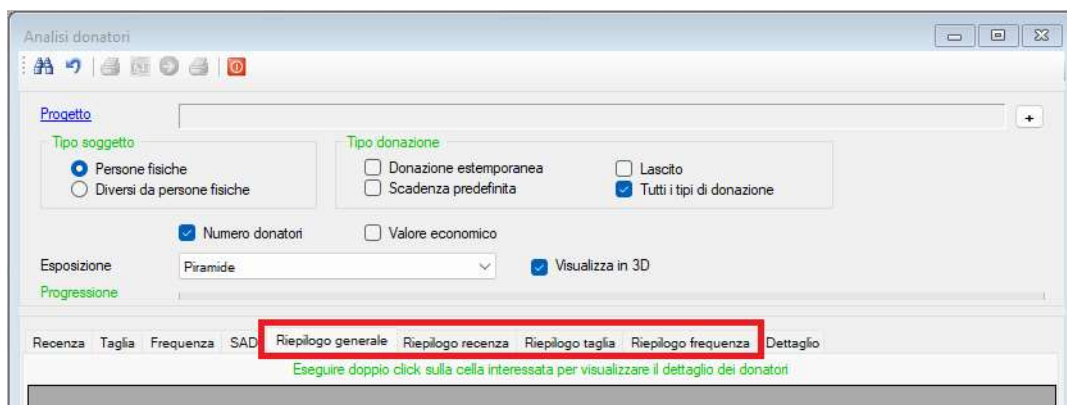 Analisi donatori
Progetto
+
Tipo soggetto
Tipo donazione
Persone fisiche
Donazione estemporanea
Lascito
Diversi da persone fisiche
Scadenza predefinita
Tutti i tipi di donazione
Numero donatori
Valore economico
Esposizione
Piramide
Visualizza in 3D
Progressione
Recenza Taglia Frequenza SAD Riepilogo generale Riepilogo recenza Riepilogo taglia Riepilogo frequenza Dettaglio
Eseguire doppio click sulla cella interessata per visualizzare il dettaglio dei donatori